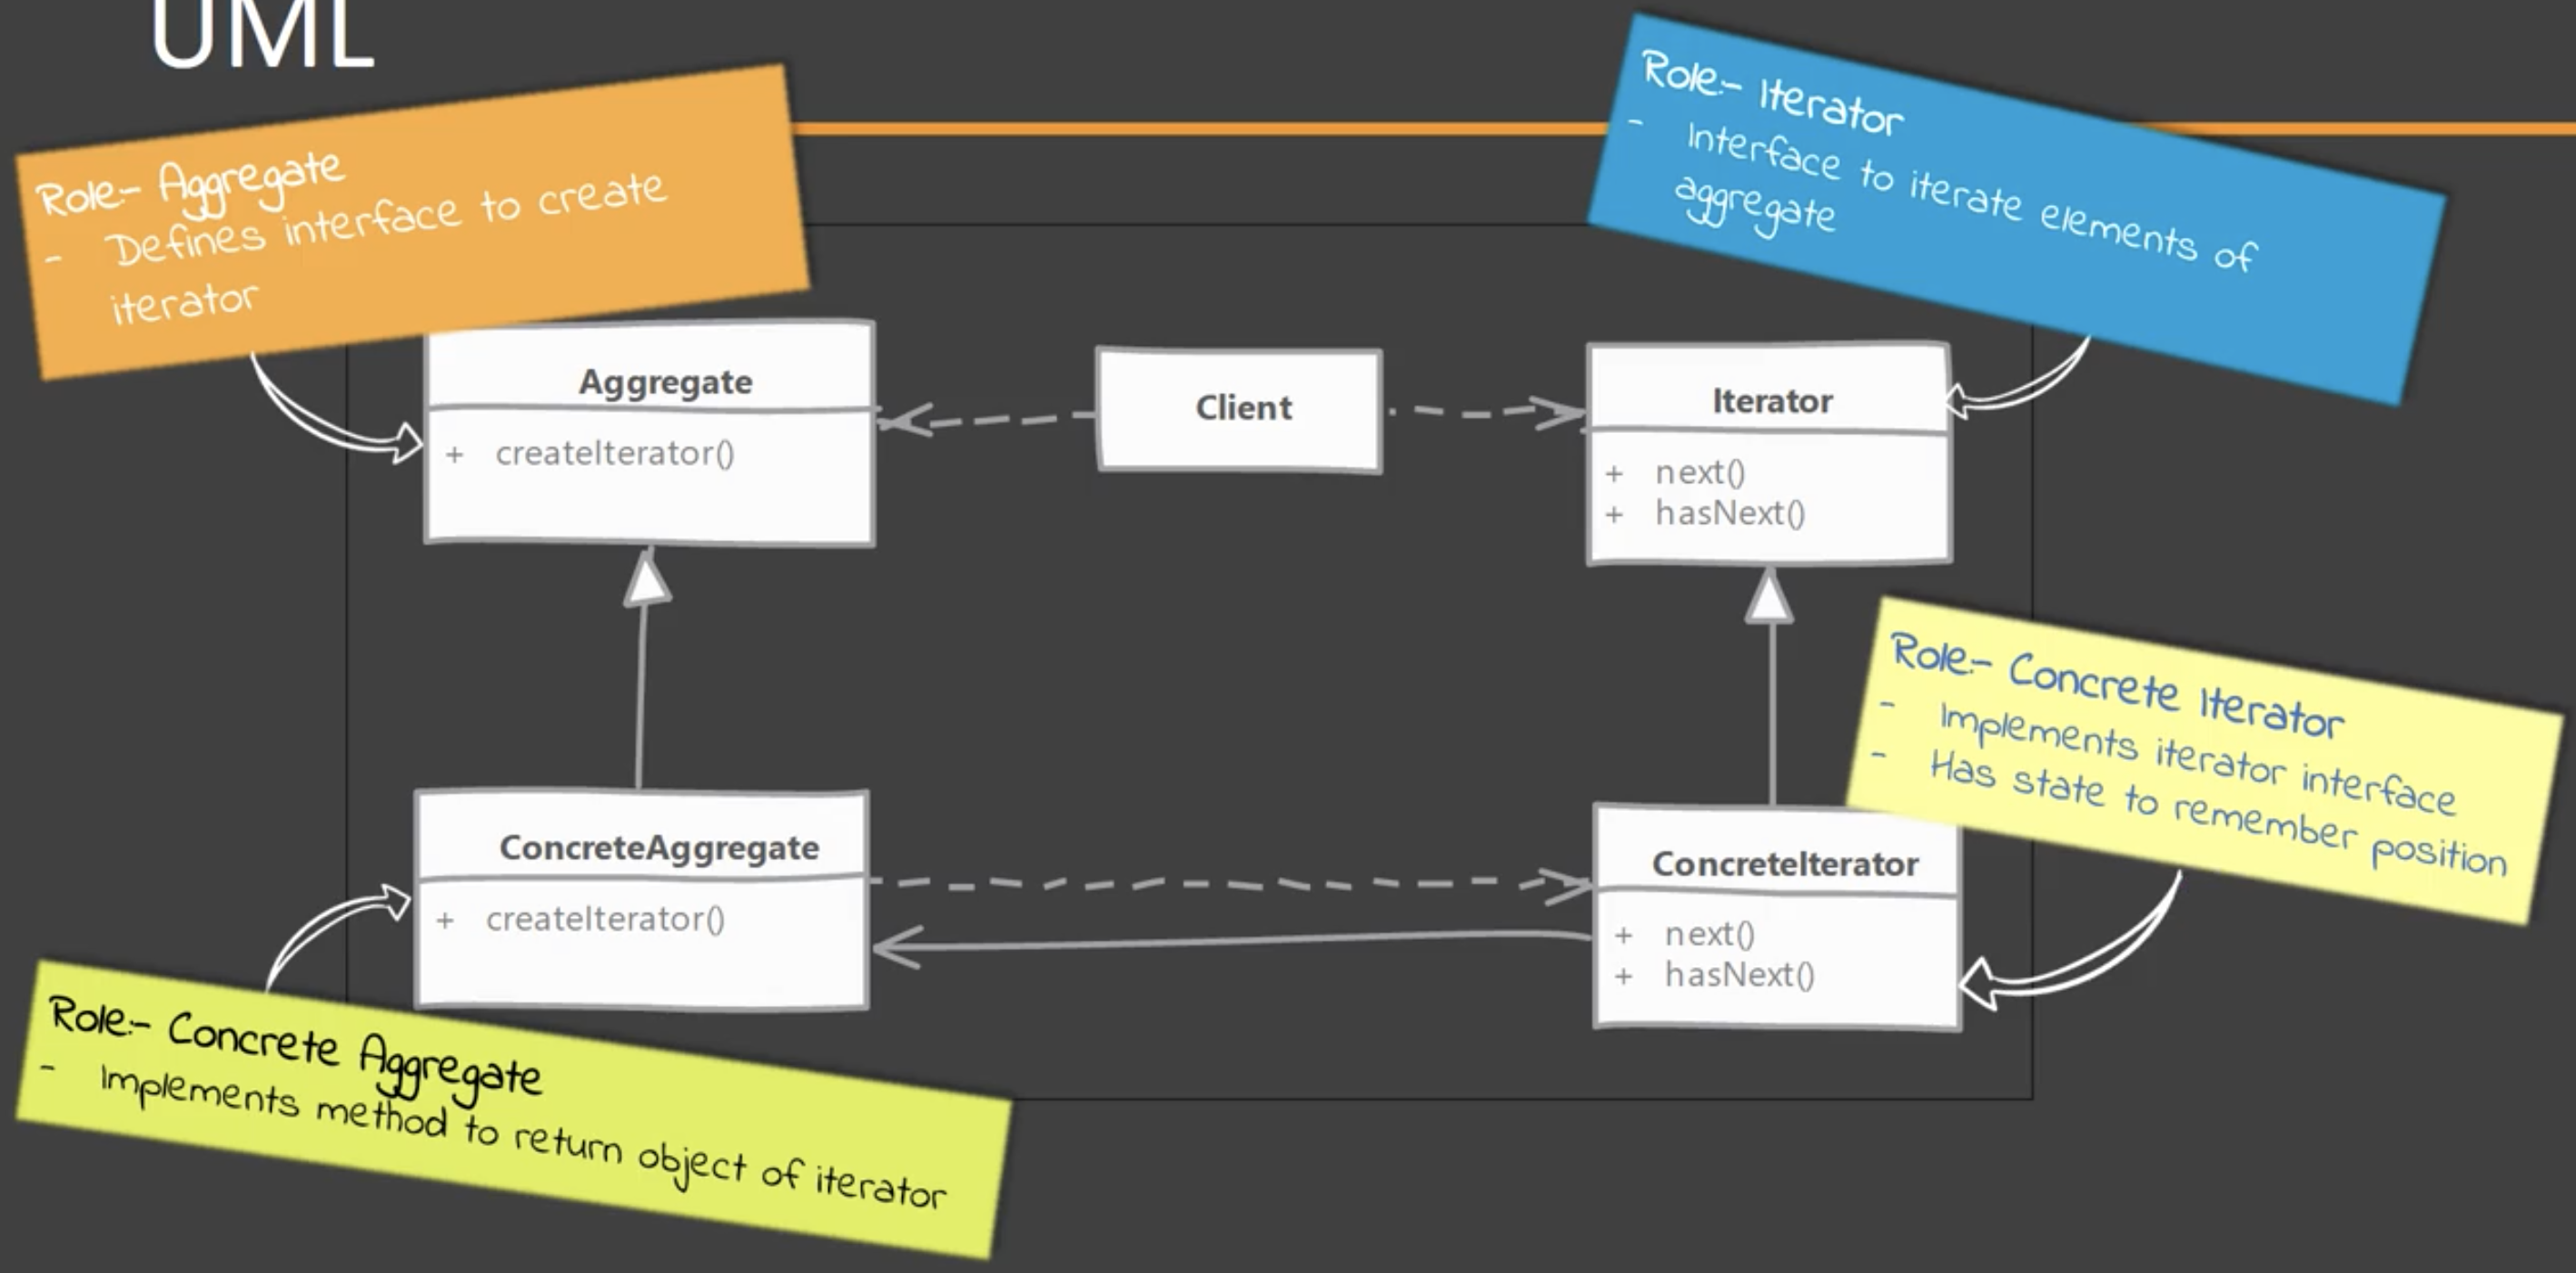 UML
Role:- Aggregate
- Defines interface to create
iterator
Role:- Iterator
- Interface to iterate elements of
aggregate
Aggregate
+ createIterator()
Client
Iterator
+ next()
+ hasNext()
Role:- Concrete Iterator
- Implements iterator interface
- Has state to remember position
ConcreteAggregate
+ createIterator()
ConcreteIterator
+ next()
+ hasNext()
Role:- Concrete Aggregate
- Implements method to return object of iterator